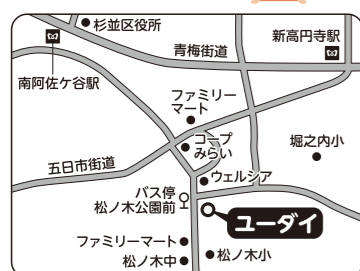 杉並区役所
新高円寺駅
青梅街道
南阿佐ケ谷駅
ファミリー
マート
コープ
みらい
堀之内小
五日市街道
ウェルシア
バス停
松ノ木公園前
ユーダイ
ファミリーマート
松ノ木小
松ノ木中